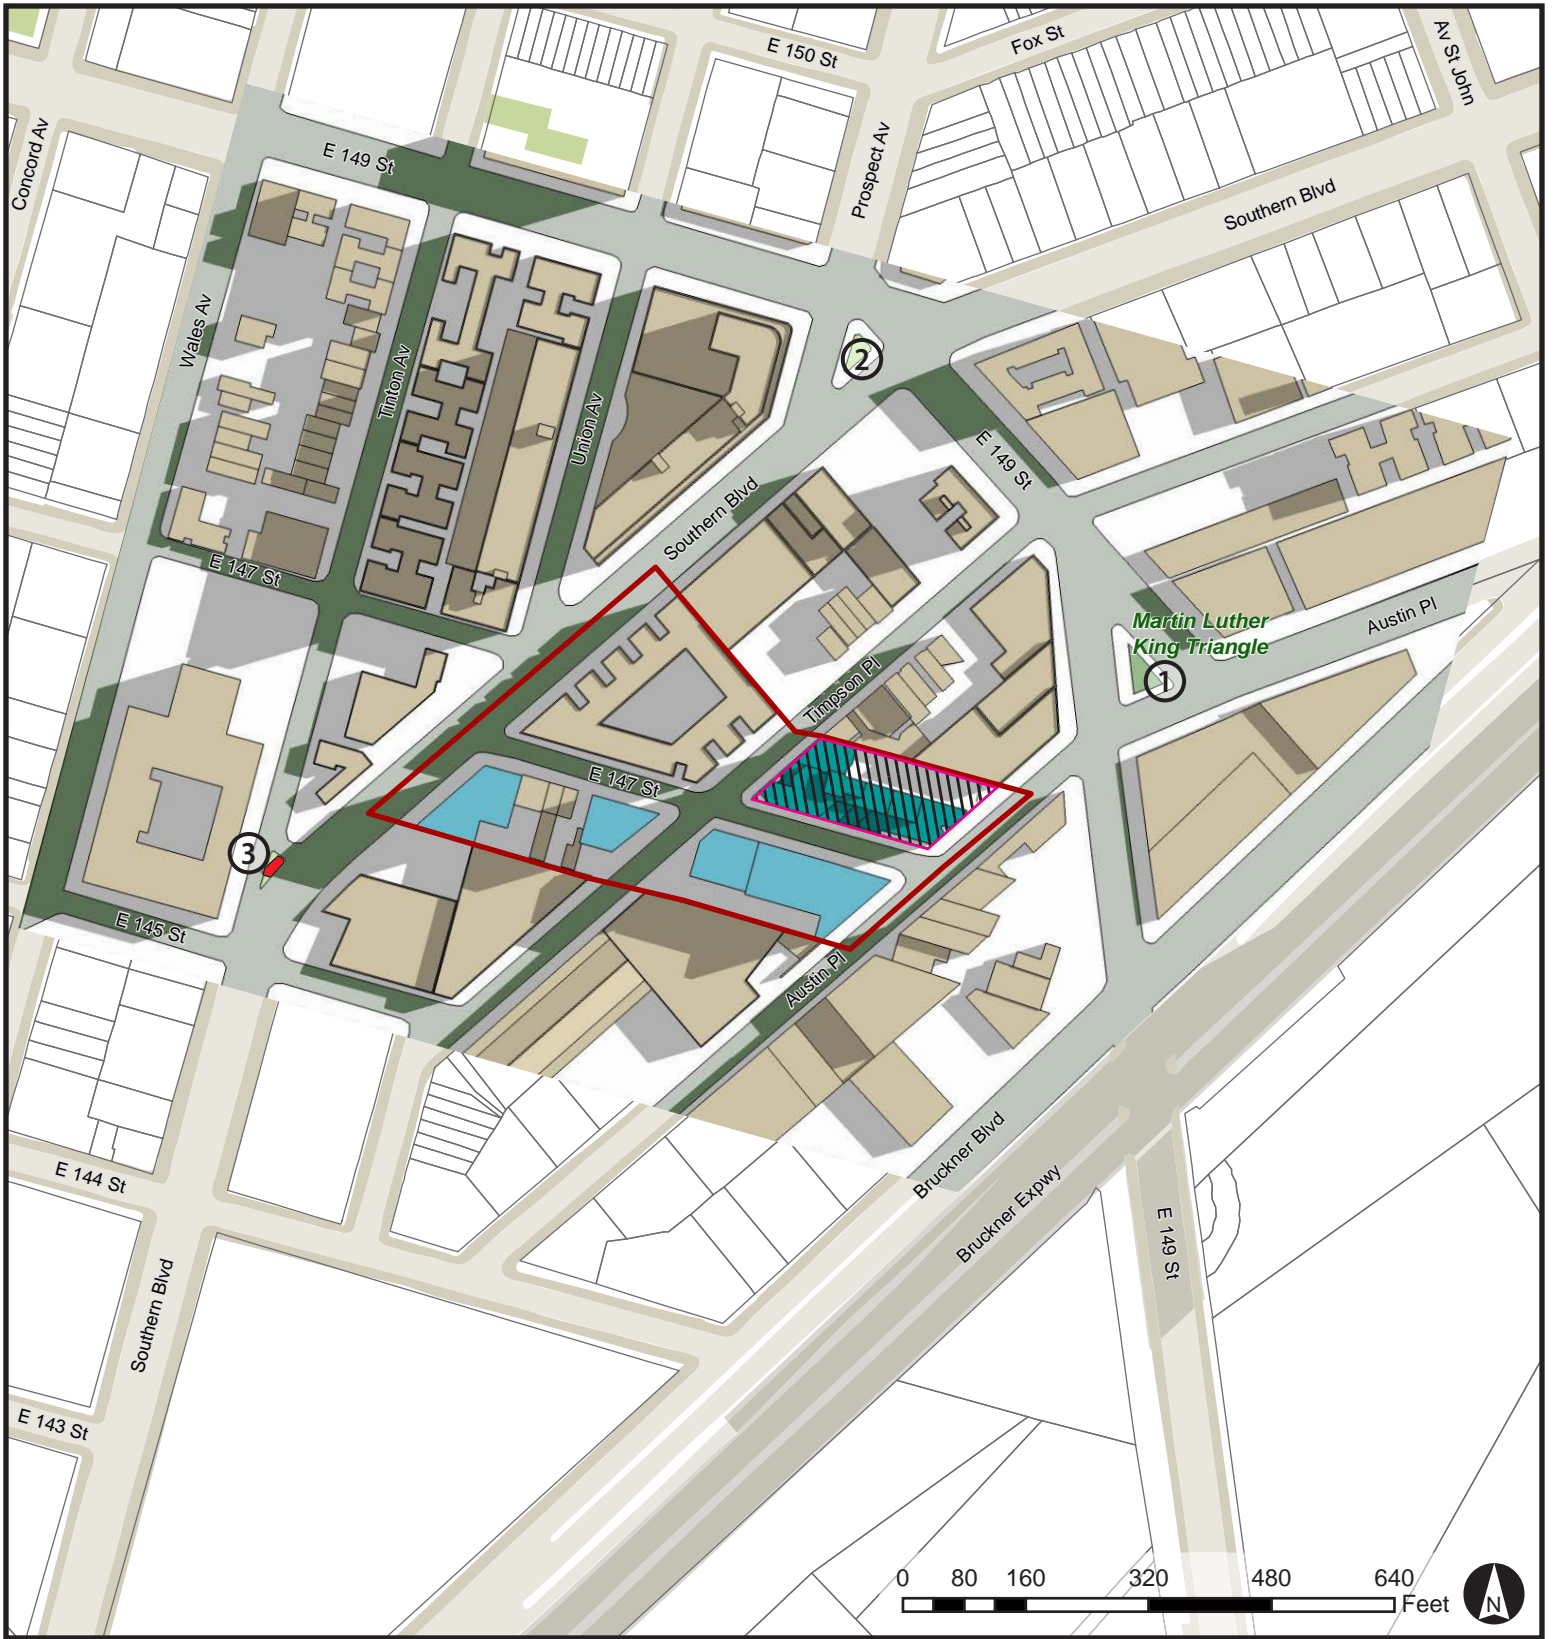 E 150 St
Fox St
Av St John
Concord Av
E 149 St
Prospect Av
Southern Blvd
Wales Av
Tinton Av
Union Av
2
E 149 St
Southern Blvd
E 147 St
Martin Luther
King Triangle
Austin Pl
1
Timpson Pl
E 147 St
3
E 145 St
Austin Pl
E 144 St
Bruckner Blvd
Bruckner Expwy
E 149 St
Southern Blvd
E 143 St
0 80 160 320 480 640
Feet
N